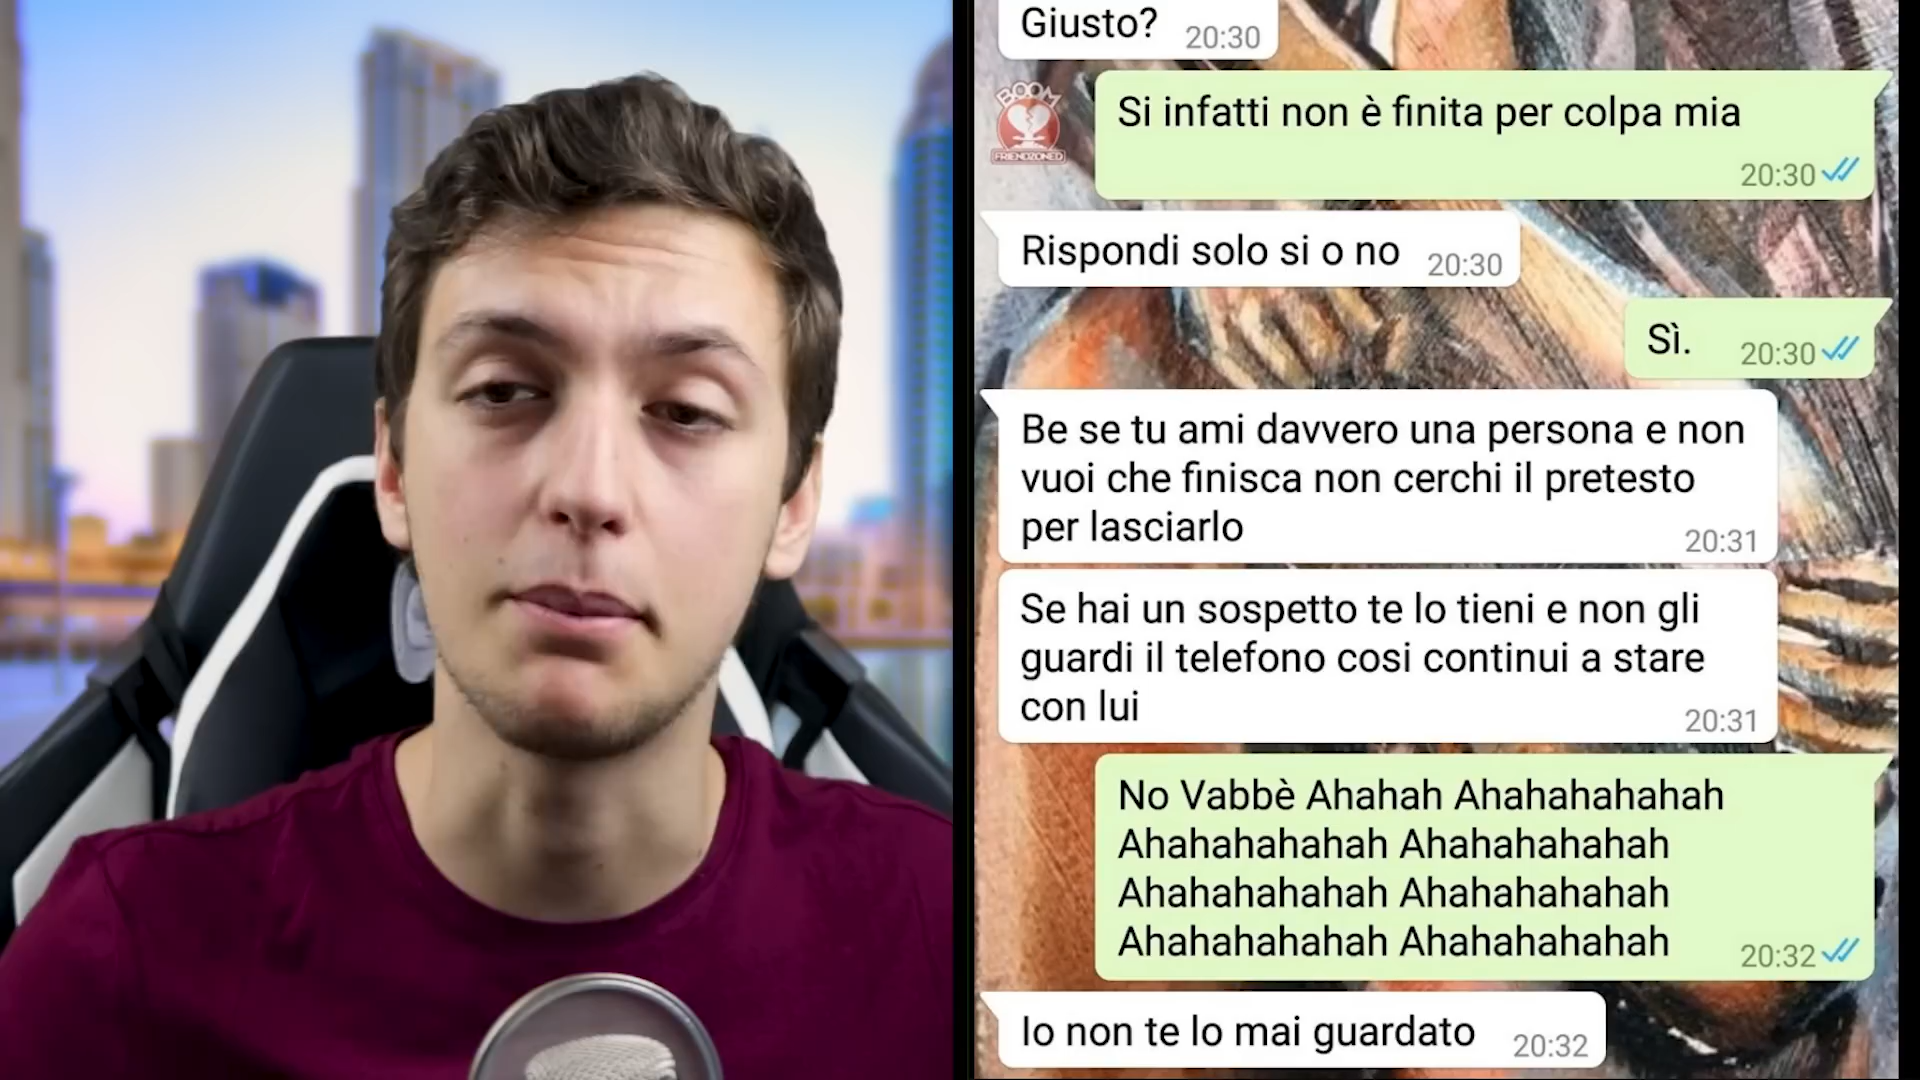 Giusto? 20:30
BOOM
FRIENDZONED
Si infatti non è finita per colpa mia
20:30
Rispondi solo si o no 20:30
Sì. 20:30
Be se tu ami davvero una persona e non
vuoi che finisca non cerchi il pretesto
per lasciarlo 20:31
Se hai un sospetto te lo tieni e non gli
guardi il telefono cosi continui a stare
con lui 20:31
No Vabbè Ahahah Ahahahahahah
Ahahahahahah Ahahahahahah
Ahahahahahah Ahahahahahah
Ahahahahahah Ahahahahahah 20:32
Io non te lo mai guardato 20:32